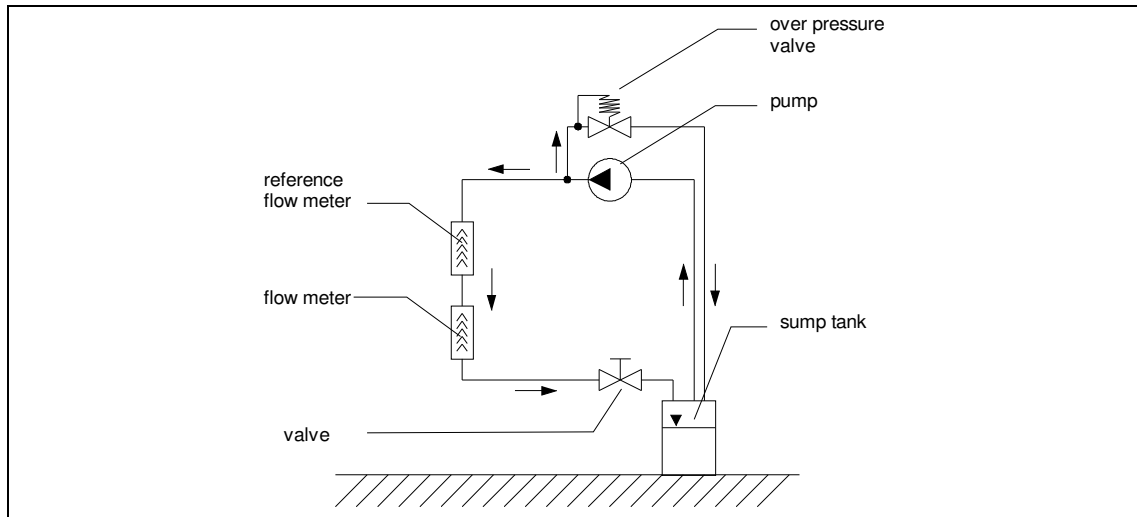 over pressure
valve
pump
reference
flow meter
flow meter
sump tank
valve